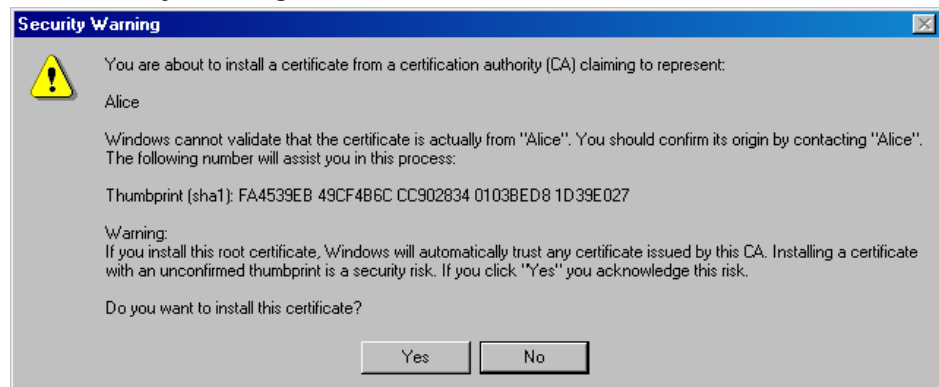 Security Warning
You are about to install a certificate from a certification authority (CA) claiming to represent:
Alice
Windows cannot validate that the certificate is actually from "Alice". You should confirm its origin by contacting "Alice".
The following number will assist you in this process:
Thumbprint (sha1): FA4539EB 49CF4B6C CC902834 0103BED8 1D39E027
Warning:
If you install this root certificate, Windows will automatically trust any certificate issued by this CA. Installing a certificate
with an unconfirmed thumbprint is a security risk. If you click "Yes" you acknowledge this risk.
Do you want to install this certificate?
Yes No